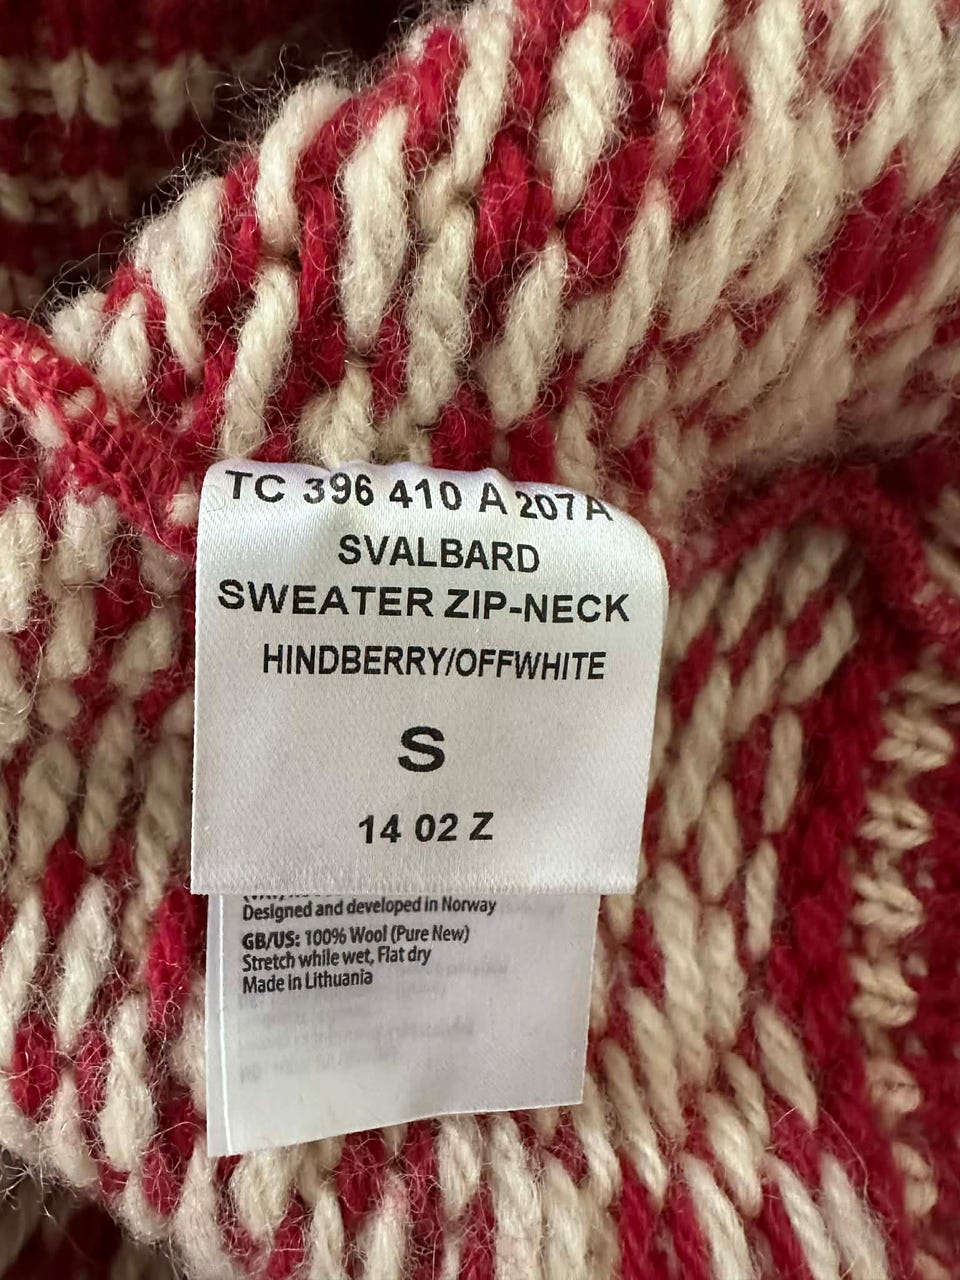 TC 396 410 A 207A
SVALBARD
SWEATER ZIP-NECK
HINDBERRY/OFFWHITE
S
14 02 Z
Designed and developed in Norway
GB/US: 100% Wool (Pure New)
Stretch while wet, Flat dry
Made in Lithuania